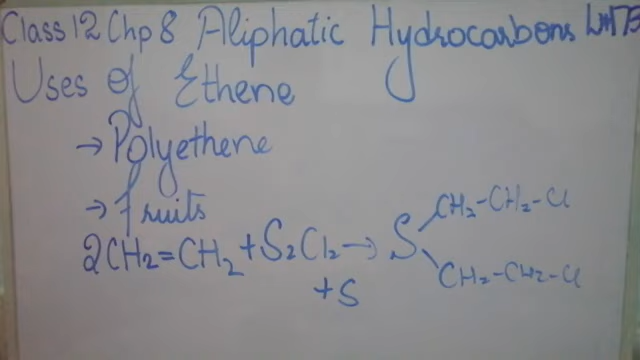 Class 12 Chp 8 Aliphatic Hydrocarbons
Uses of Ethene
→ Polyethene
→ fruits
CH₂-CH₂-Cl
2CH₂=CH₂ + S₂Cl₂ → S
CH₂-CH₂-Cl
+ S